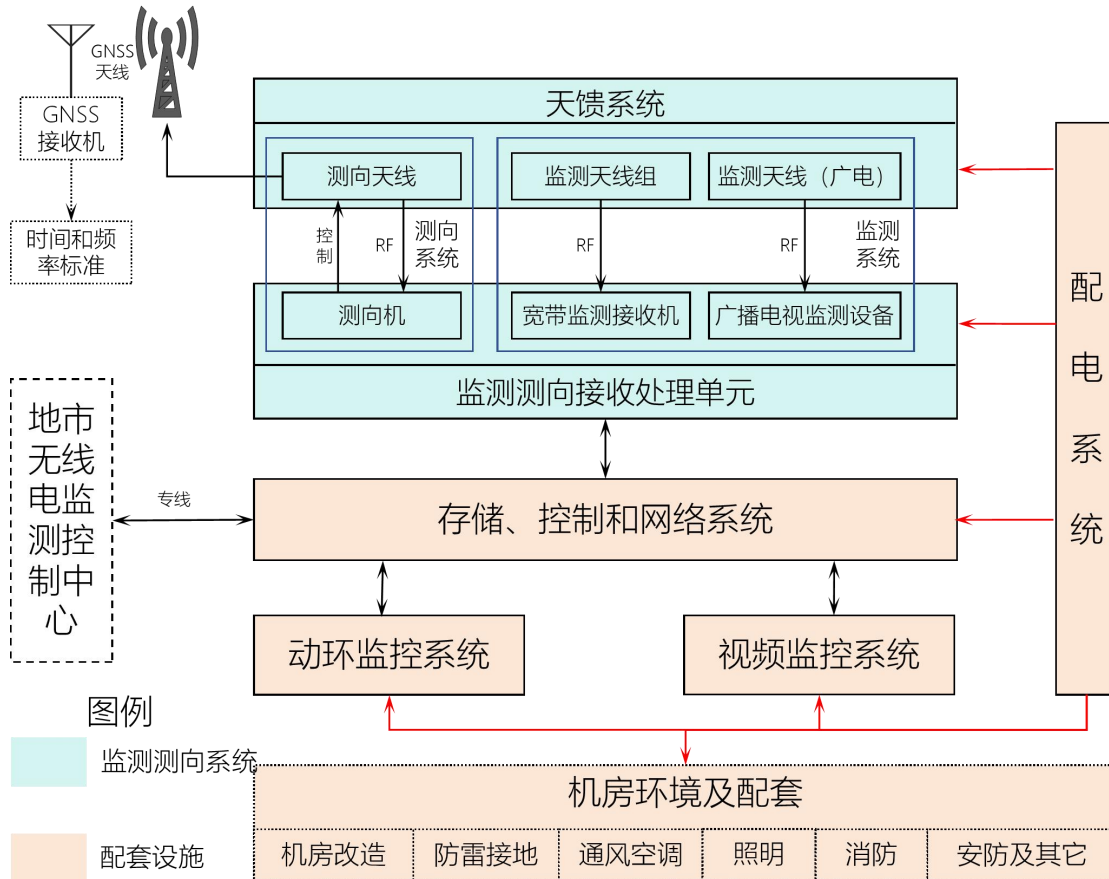 GNSS
天线
GNSS
接收机
时间和频
率标准
天馈系统
测向天线
监测天线组
监测天线（广电）
控
制
RF
测向
系统
RF
RF
监测
系统
测向机
宽带监测接收机
广播电视监测设备
监测测向接收处理单元
配
电
系
统
地市
无线
电监
测控
制中
心
专线
存储、控制和网络系统
动环监控系统
视频监控系统
图例
监测测向系统
配套设施
机房环境及配套
机房改造
防雷接地
通风空调
照明
消防
安防及其它